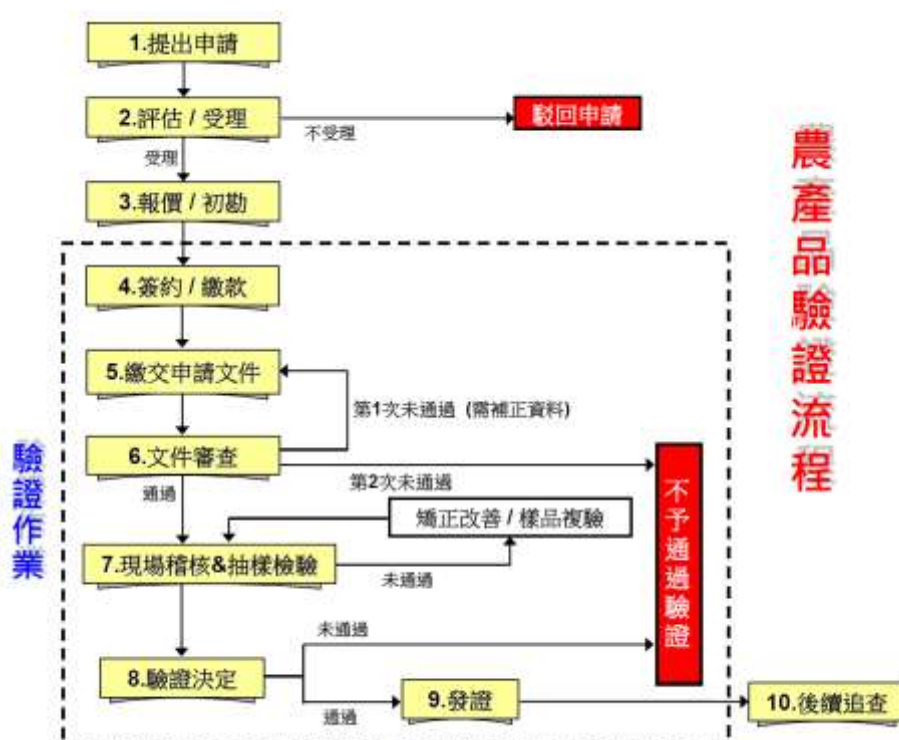 1.提出申請
2.評估 / 受理
不受理
駁回申請
受理
3.報價 / 初勘
4.簽約 / 繳款
5.繳交申請文件
第1次未通過 (需補正資料)
6.文件審查
第2次未通過
通過
矯正改善 / 樣品複驗
7.現場稽核&抽樣檢驗
未通過
不予通過驗證
未通過
8.驗證決定
通過
9.發證
10.後續追查
驗證作業
農產品驗證流程